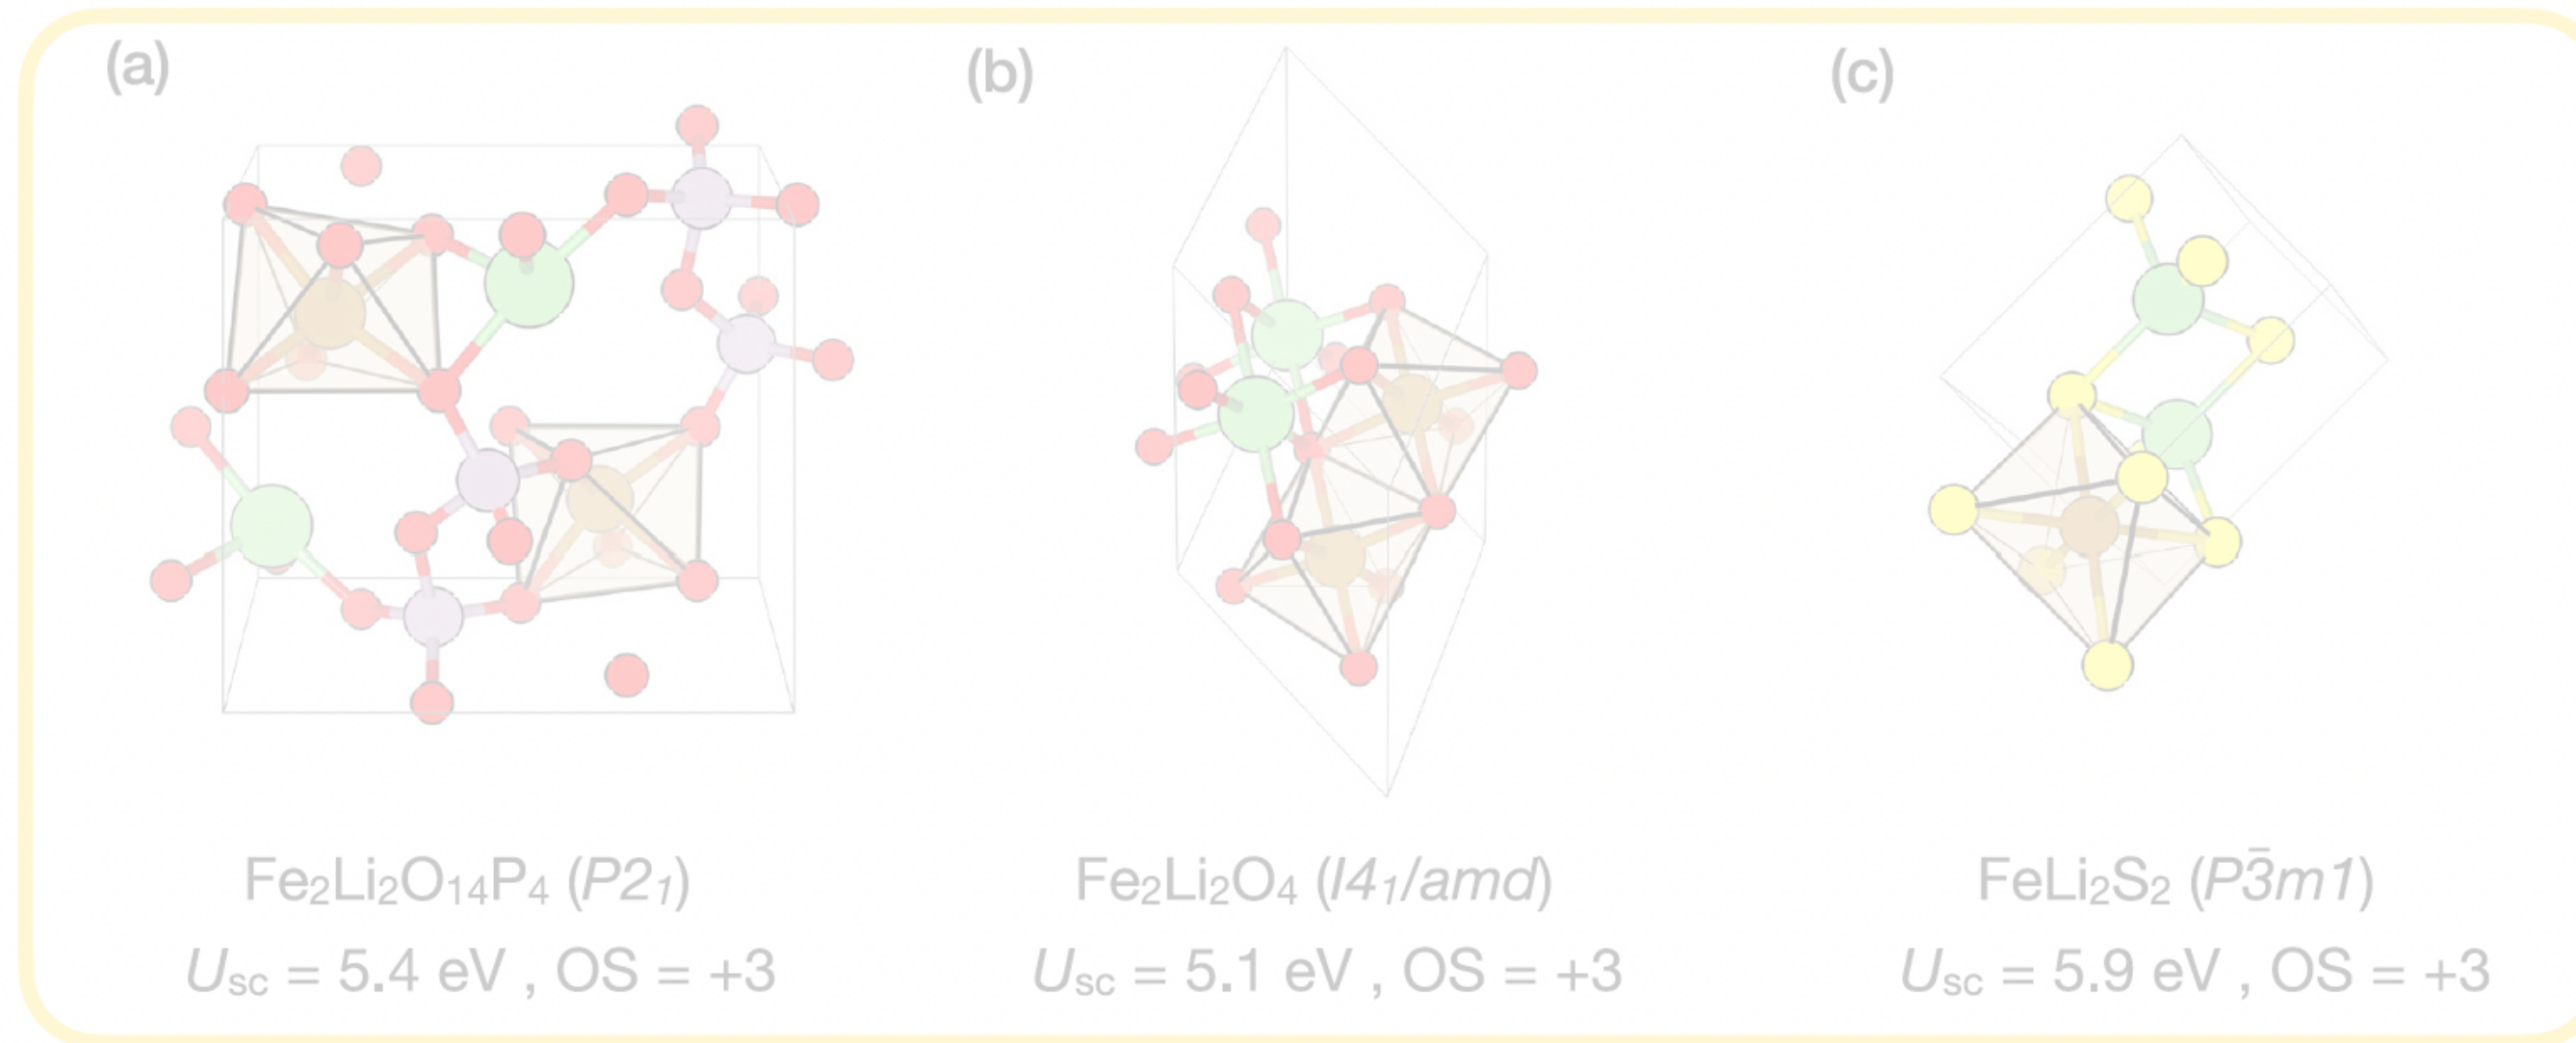 (a) (b) (c)
Fe₂Li₂O₁₄P₄ (P2₁) Fe₂Li₂O₄ (I4₁/amd) FeLi₂S₂ (P3̄m1)
Uₛc = 5.4 eV , OS = +3 Uₛc = 5.1 eV , OS = +3 Uₛc = 5.9 eV , OS = +3